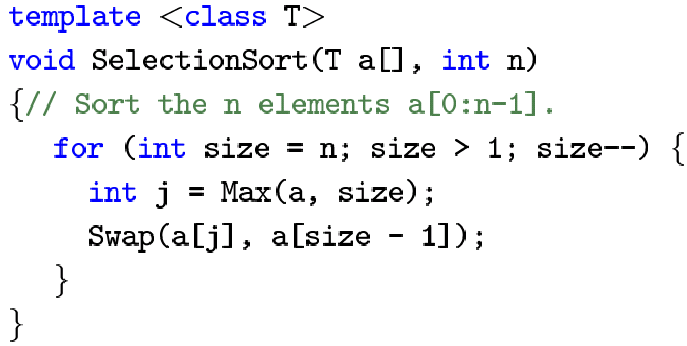 template <class T>
void SelectionSort(T a[], int n)
{// Sort the n elements a[0:n-1].
for (int size = n; size > 1; size--) {
int j = Max(a, size);
Swap(a[j], a[size - 1]);
}
}